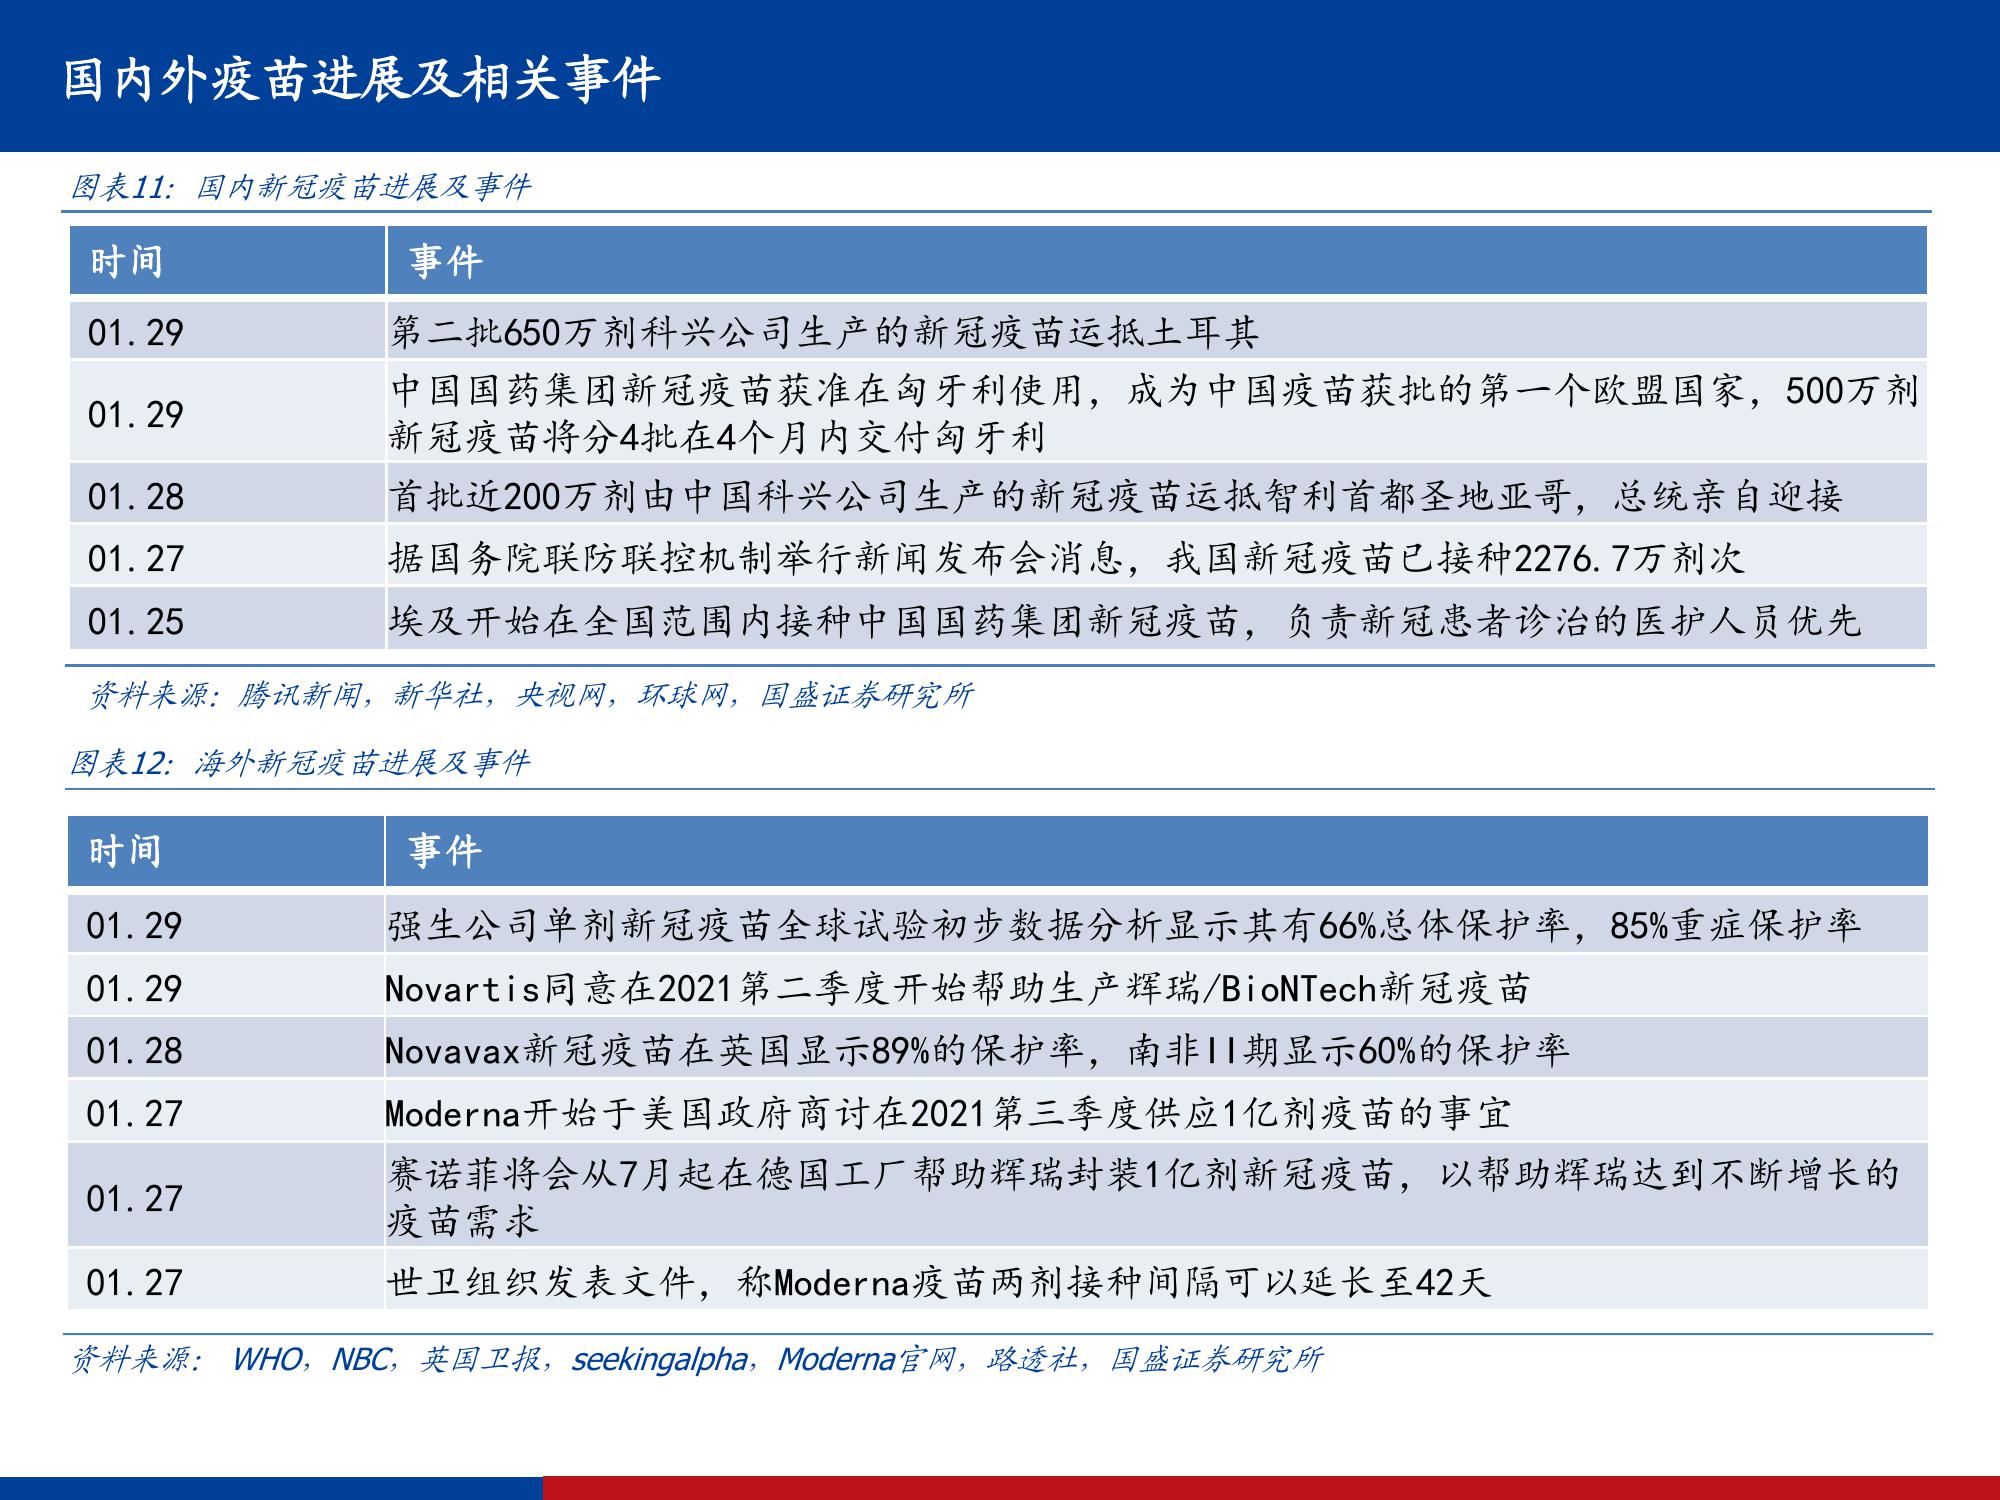 国内外疫苗进展及相关事件
图表11: 国内新冠疫苗进展及事件
时间 事件
01.29 第二批650万剂科兴公司生产的新冠疫苗运抵土耳其
01.29 中国国药集团新冠疫苗获准在匈牙利使用，成为中国疫苗获批的第一个欧盟国家，500万剂
新冠疫苗将分4批在4个月内交付匈牙利
01.28 首批近200万剂由中国科兴公司生产的新冠疫苗运抵智利首都圣地亚哥，总统亲自迎接
01.27 据国务院联防联控机制举行新闻发布会消息，我国新冠疫苗已接种2276.7万剂次
01.25 埃及开始在全国范围内接种中国国药集团新冠疫苗，负责新冠患者诊治的医护人员优先
资料来源：腾讯新闻，新华社，央视网，环球网，国盛证券研究所
图表12: 海外新冠疫苗进展及事件
时间 事件
01.29 强生公司单剂新冠疫苗全球试验初步数据分析显示其有66%总体保护率，85%重症保护率
01.29 Novartis同意在2021第二季度开始帮助生产辉瑞/BioNTech新冠疫苗
01.28 Novavax新冠疫苗在英国显示89%的保护率，南非II期显示60%的保护率
01.27 Moderna开始于美国政府商讨在2021第三季度供应1亿剂疫苗的事宜
01.27 赛诺菲将会从7月起在德国工厂帮助辉瑞封装1亿剂新冠疫苗，以帮助辉瑞达到不断增长的
疫苗需求
01.27 世卫组织发表文件，称Moderna疫苗两剂接种间隔可以延长至42天
资料来源： WHO，NBC，英国卫报，seekingalpha，Moderna官网，路透社，国盛证券研究所